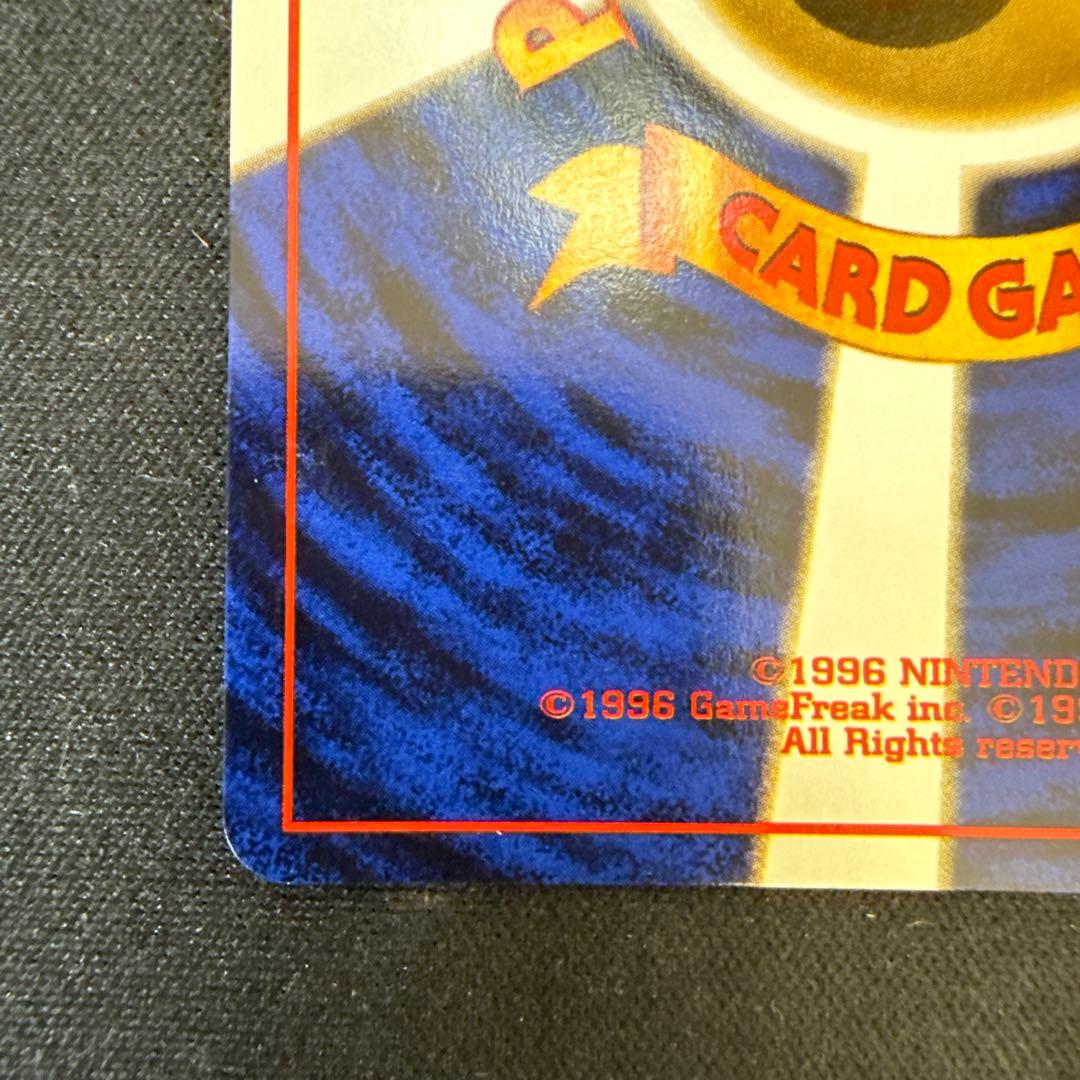 P
CARD GA
©1996 NINTEND
©1996 GameFreak inc. ©19
All Rights reser